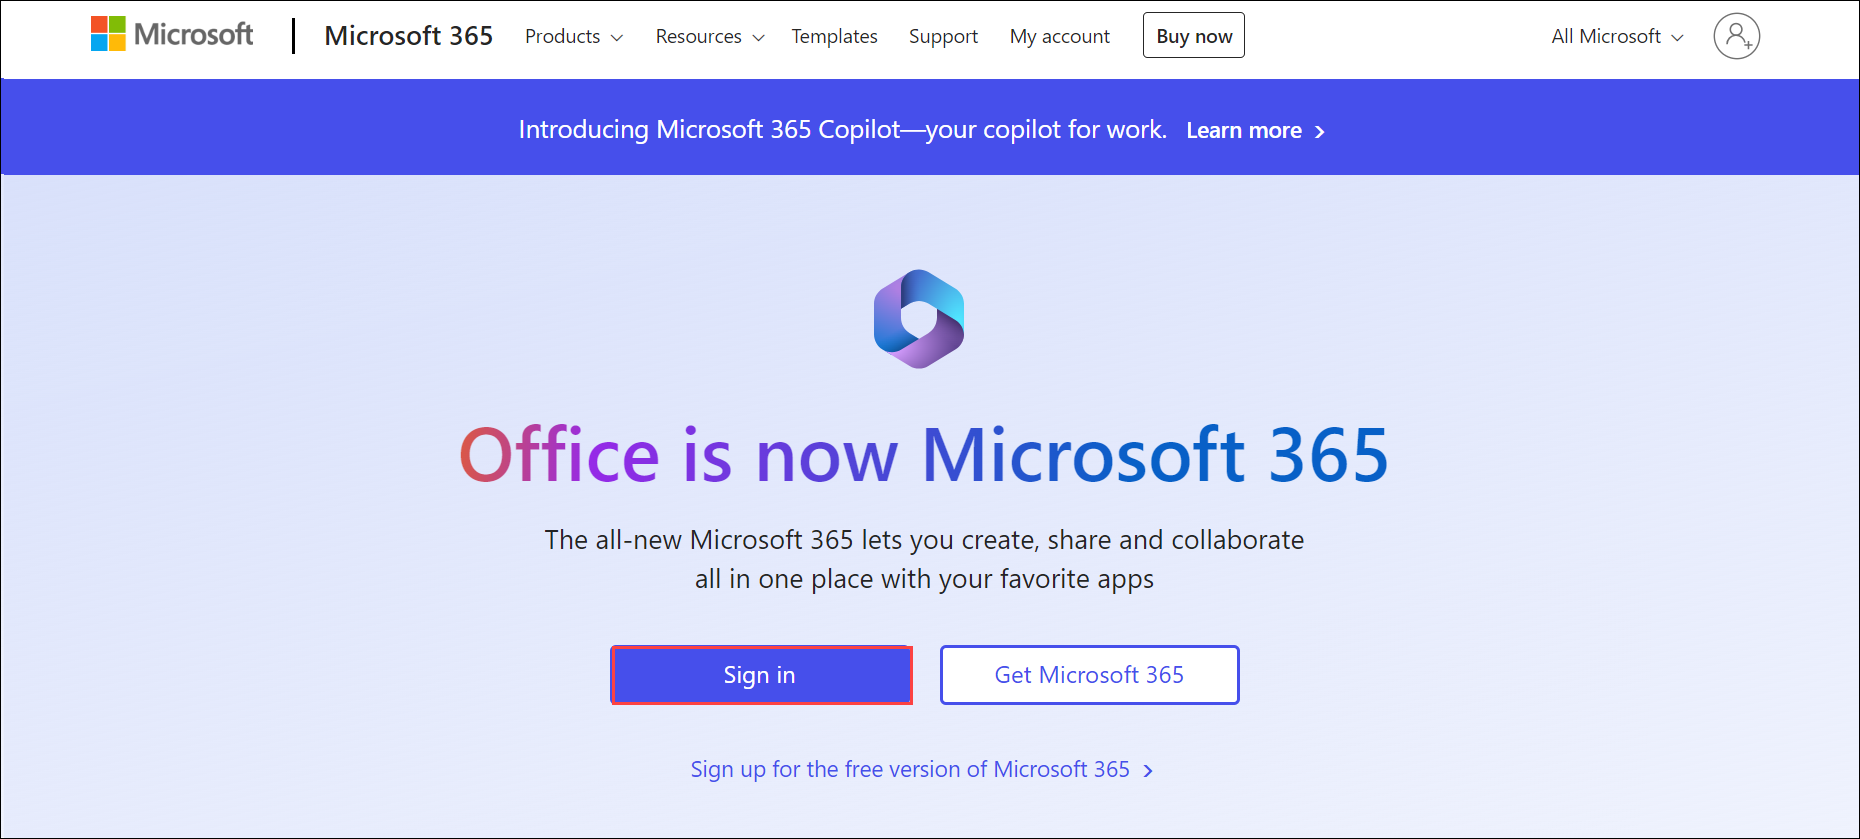 Microsoft | Microsoft 365 Products Resources Templates Support My account Buy now All Microsoft
Introducing Microsoft 365 Copilot—your copilot for work. Learn more
Office is now Microsoft 365
The all-new Microsoft 365 lets you create, share and collaborate
all in one place with your favorite apps
Sign in Get Microsoft 365
Sign up for the free version of Microsoft 365